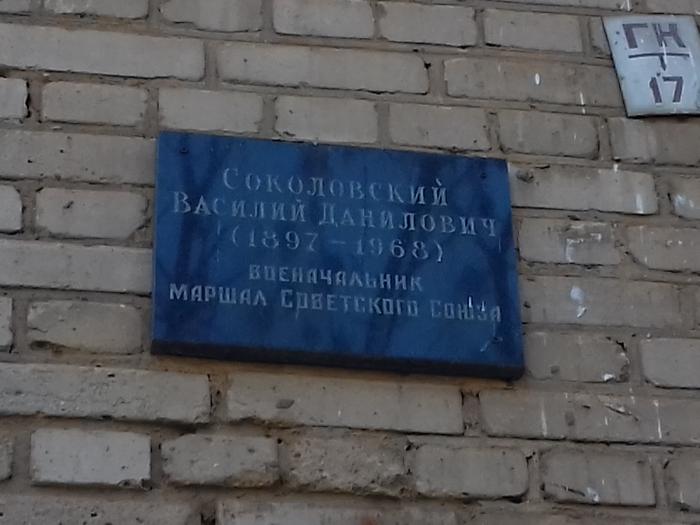 ГК
17
Соколовский
Василий Данилович
(1897 - 1968)
военачальник
маршал Советского Союза